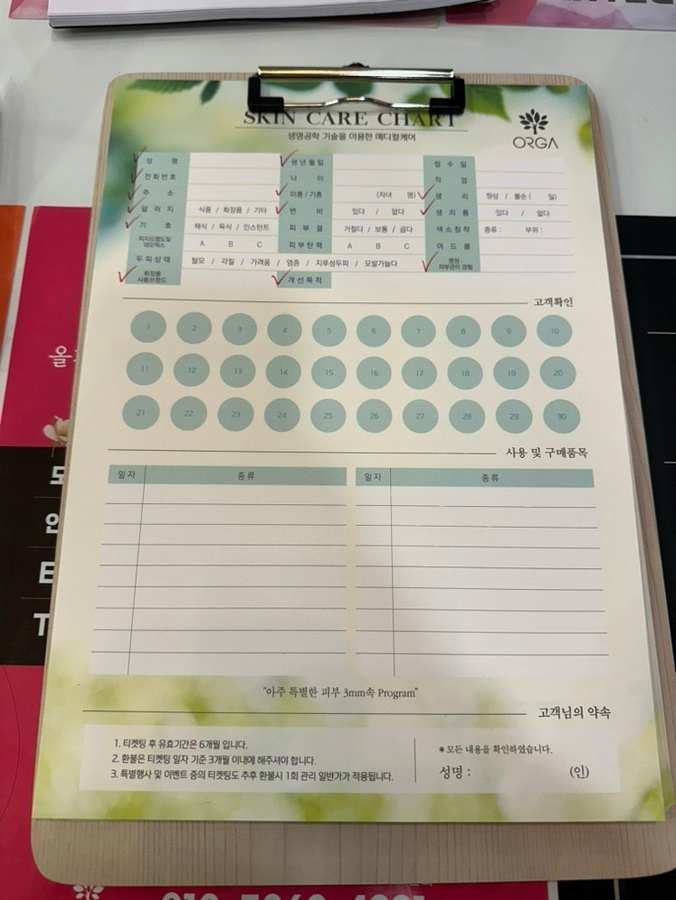 SKIN CARE CHART
생명공학 기술을 이용한 메디컬케어
ORGA
성 명 생년월일 접수일
전화번호 나 이 직 업
주 소 미혼/기혼 (자녀 명) 생 리 정상 / 불순 ( 일)
알러지 식품 / 화장품 / 기타 변 비 있다 / 없다 생리통 있다 / 없다
기 호 채식 / 육식 / 인스턴트 피부결 거칠다 / 보통 / 곱다 색소침착 종류 : 부위 :
A B C 피부탄력 A B C 여드름
두피상태 탈모 / 각질 / 가려움 / 염증 / 지루성두피 / 모발가늘다 병원·피부관리 경험
화장품 사용브랜드 개선목적
고객확인
1 2 3 4 5 6 7 8 9 10
11 12 13 14 15 16 17 18 19 20
21 22 23 24 25 26 27 28 29 30
사용 및 구매품목
일자 종류 일자 종류
"아주 특별한 피부 3mm속 Program"
고객님의 약속
1. 티켓팅 후 유효기간은 6개월 입니다.
2. 환불은 티켓팅 일자 기준 3개월 이내에 해주셔야 합니다.
3. 특별행사 및 이벤트 중의 티켓팅도 추후 환불시 1회 관리 일반가가 적용됩니다.
* 모든 내용을 확인하였습니다.
성명 : (인)